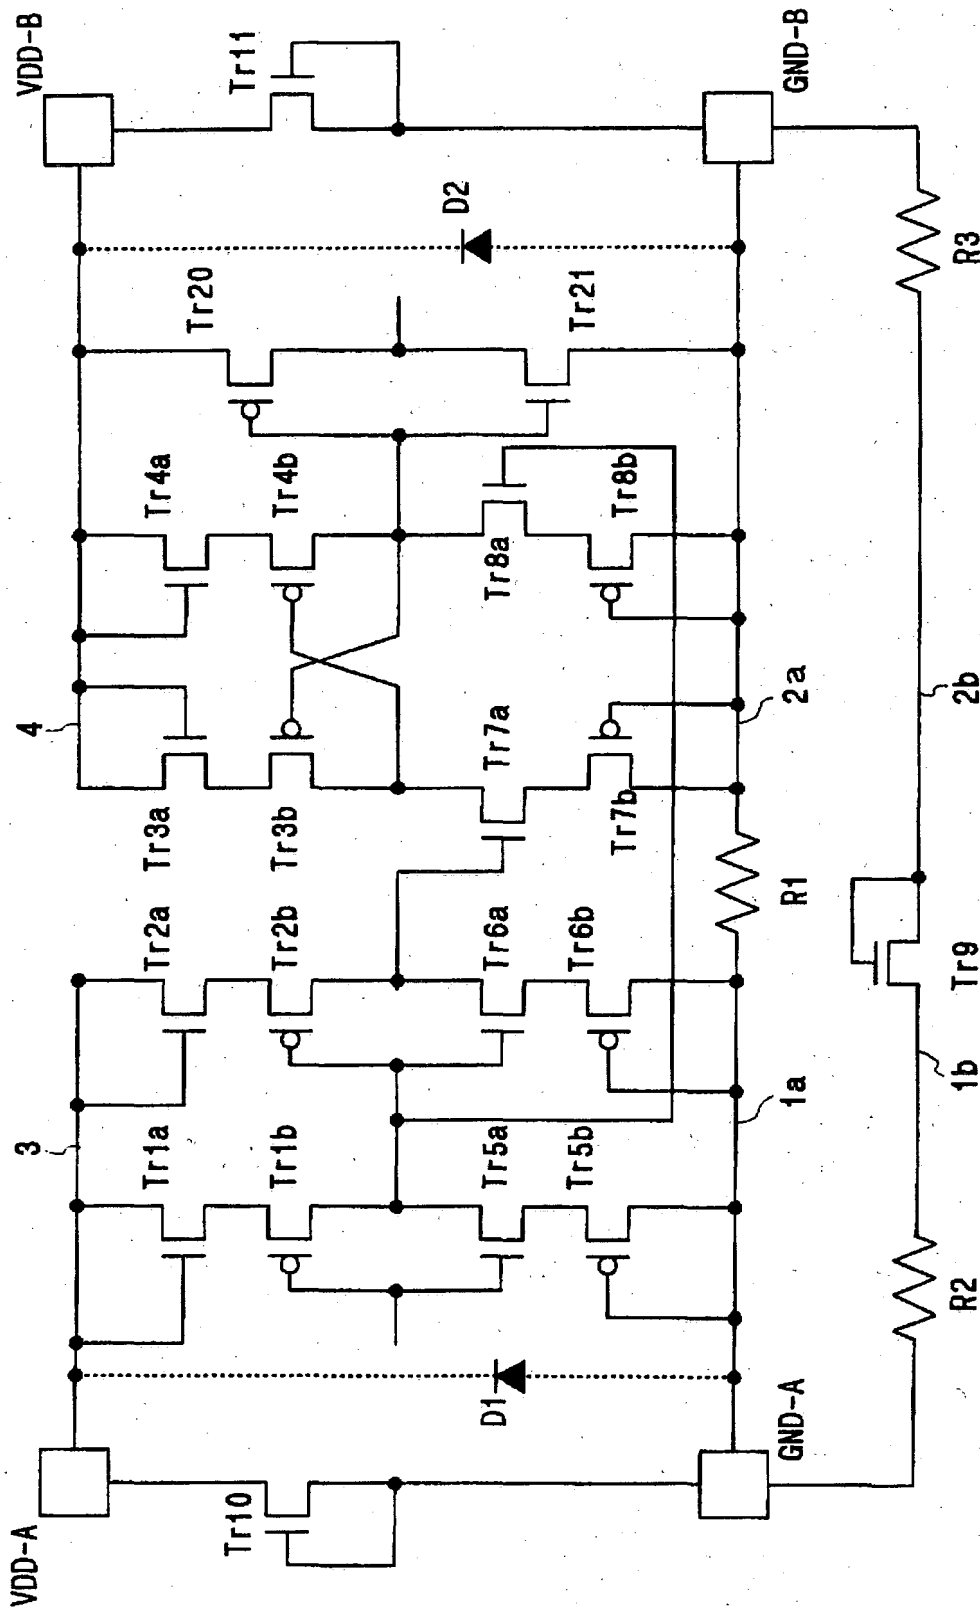 VDD-A
3
4
VDD-B
Tr10
Tr1a
Tr2a
Tr3a
Tr4a
Tr20
Tr11
Tr1b
Tr2b
Tr3b
Tr4b
D1
Tr5a
Tr6a
Tr7a
Tr8a
D2
Tr5b
Tr6b
Tr7b
Tr8b
Tr21
GND-A
1a
R1
2a
GND-B
R2
1b
Tr9
2b
R3